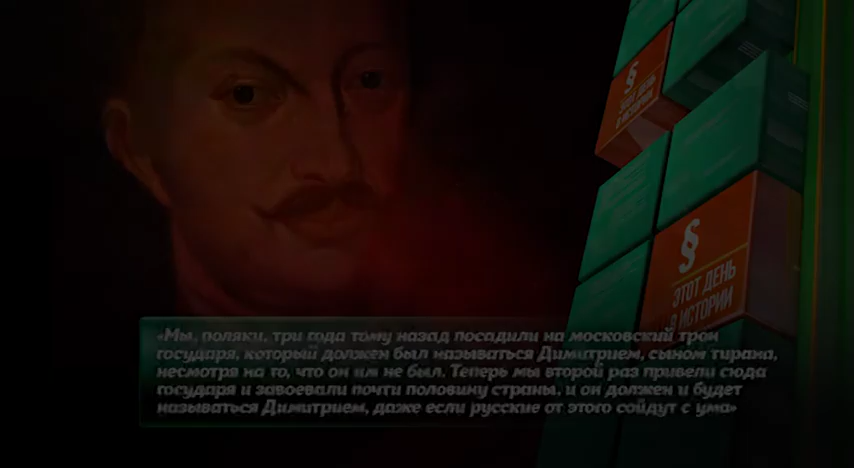 §
ЭТОТ ДЕНЬ
В ИСТОРИИ
§
ЭТОТ ДЕНЬ
В ИСТОРИИ
«Мы, поляки, три года тому назад посадили на московский трон
государя, который должен был называться Димитрием, сыном тирана,
несмотря на то, что он им не был. Теперь мы второй раз привели сюда
государя и завоевали почти половину страны, и он должен и будет
называться Димитрием, даже если русские от этого сойдут с ума»